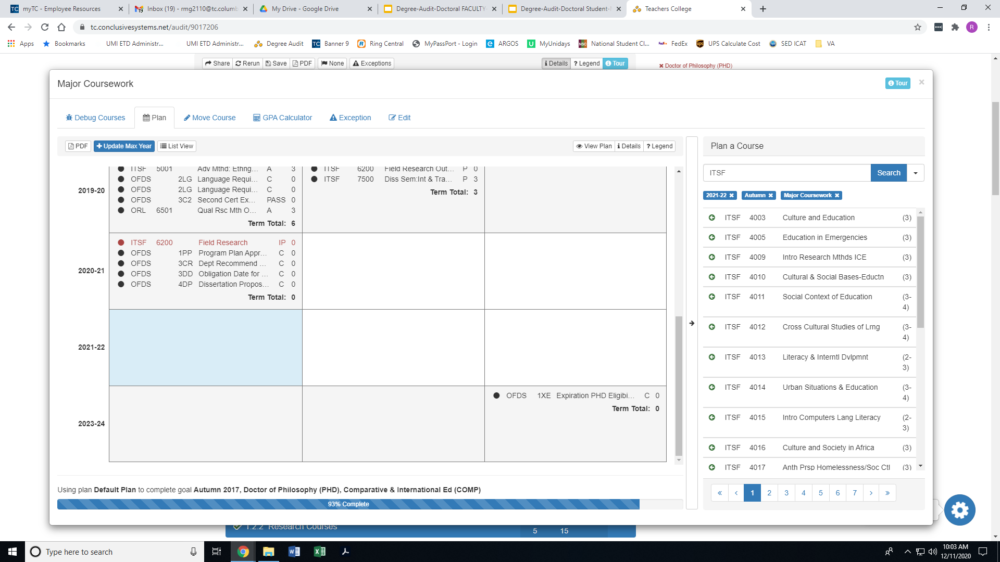 myTC - Employee Resources
Inbox (19) - rmg2110@tc.columb
My Drive - Google Drive
Degree-Audit-Doctoral FACULTY
Degree-Audit-Doctoral Student-
Teachers College
tc.conclusivesystems.net/audit/9017206
R
Apps
Bookmarks
UMI ETD Administr...
UMI ETD Administr...
Degree Audit
Banner 9
Ring Central
MyPassPort - Login
ARGOS
MyUnidays
National Student Cl...
FedEx
UPS Calculate Cost
SED ICAT
VA
Share Rerun Save PDF None Exceptions
Details ? Legend Tour
Doctor of Philosophy (PHD)
Major Coursework
Tour
Debug Courses Plan Move Course GPA Calculator Exception Edit
PDF + Update Max Year List View
View Plan Details ? Legend
2019-20
ITSF 5001 Adv Mthd: Ethng... A 3
OFDS 2LG Language Requi... C 0
OFDS 2LG Language Requi... C 0
OFDS 3C2 Second Cert Ex... PASS 0
ORL 6501 Qual Rsc Mth O... A 3
Term Total: 6
ITSF 6200 Field Research Out... P 0
ITSF 7500 Diss Sem:Int & Tra... P 3
Term Total: 3
2020-21
ITSF 6200 Field Research IP 0
OFDS 1PP Program Plan Appr... C 0
OFDS 3CR Dept Recommend ... C 0
OFDS 3DD Obligation Date for ... C 0
OFDS 4DP Dissertation Propos... C 0
Term Total: 0
2021-22
2023-24
OFDS 1XE Expiration PHD Eligibi... C 0
Term Total: 0
Using plan Default Plan to complete goal Autumn 2017, Doctor of Philosophy (PHD), Comparative & International Ed (COMP)
93% Complete
Plan a Course
ITSF Search
2021-22 Autumn Major Coursework
ITSF 4003 Culture and Education (3)
ITSF 4005 Education in Emergencies (3)
ITSF 4009 Intro Research Mthds ICE (3)
ITSF 4010 Cultural & Social Bases-Eductn (3)
ITSF 4011 Social Context of Education (3-4)
ITSF 4012 Cross Cultural Studies of Lrng (3-4)
ITSF 4013 Literacy & Interntl Dvlpmnt (2-3)
ITSF 4014 Urban Situations & Education (3-4)
ITSF 4015 Intro Computers Lang Literacy (2-3)
ITSF 4016 Culture and Society in Africa (3)
ITSF 4017 Anth Prsp Homelessness/Soc Ctl (3)
« ‹ 1 2 3 4 5 6 7 › »
1.2.2 Research Courses
5 15
Type here to search
10:03 AM
12/11/2020